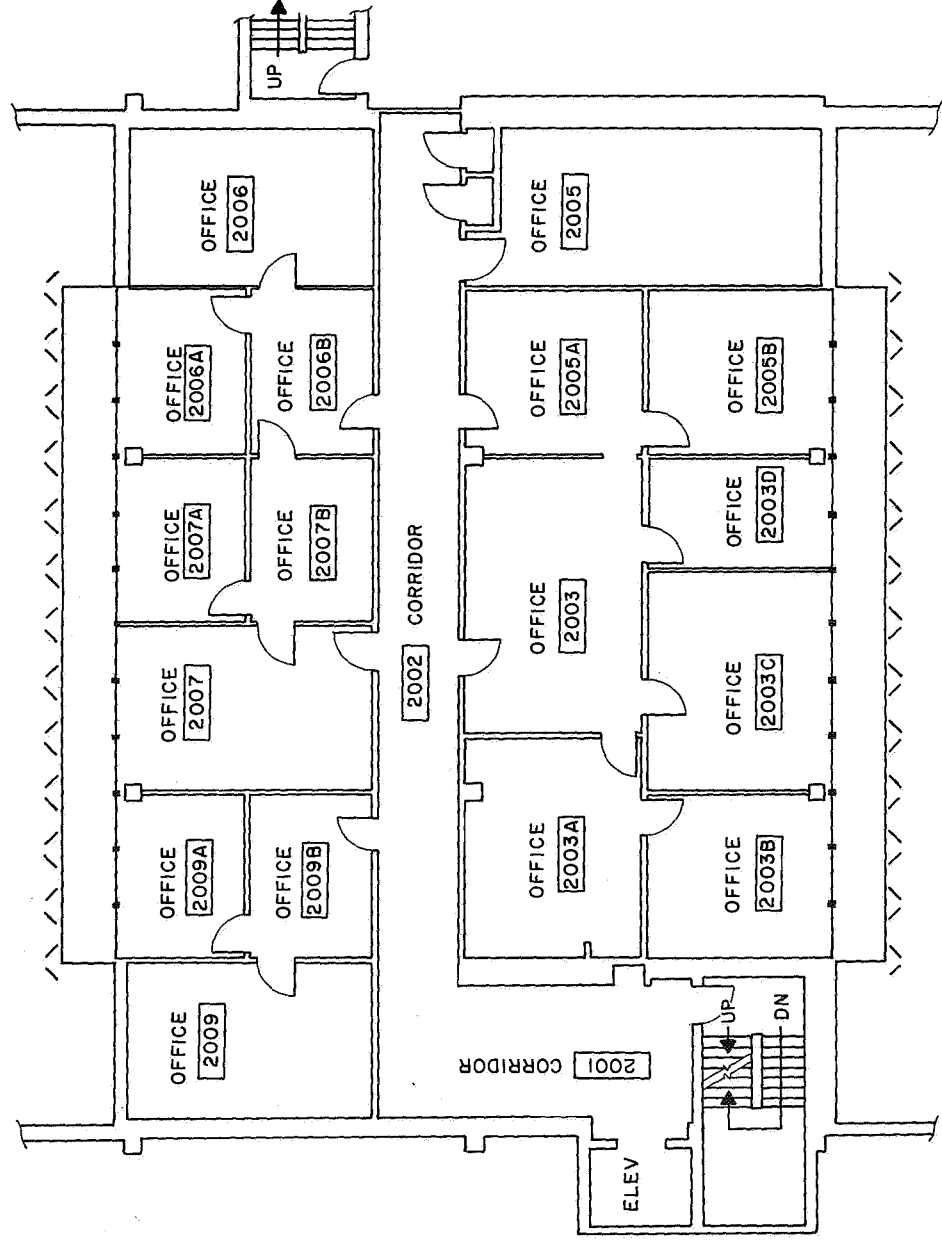 UP
OFFICE
2006
OFFICE
2005
OFFICE
2006A
OFFICE
2006B
OFFICE
2005A
OFFICE
2005B
OFFICE
2007A
OFFICE
2007B
OFFICE
2003D
CORRIDOR
2002
OFFICE
2003
OFFICE
2007
OFFICE
2003C
OFFICE
2009A
OFFICE
2009B
OFFICE
2003A
OFFICE
2003B
OFFICE
2009
CORRIDOR
2001
UP
DN
ELEV